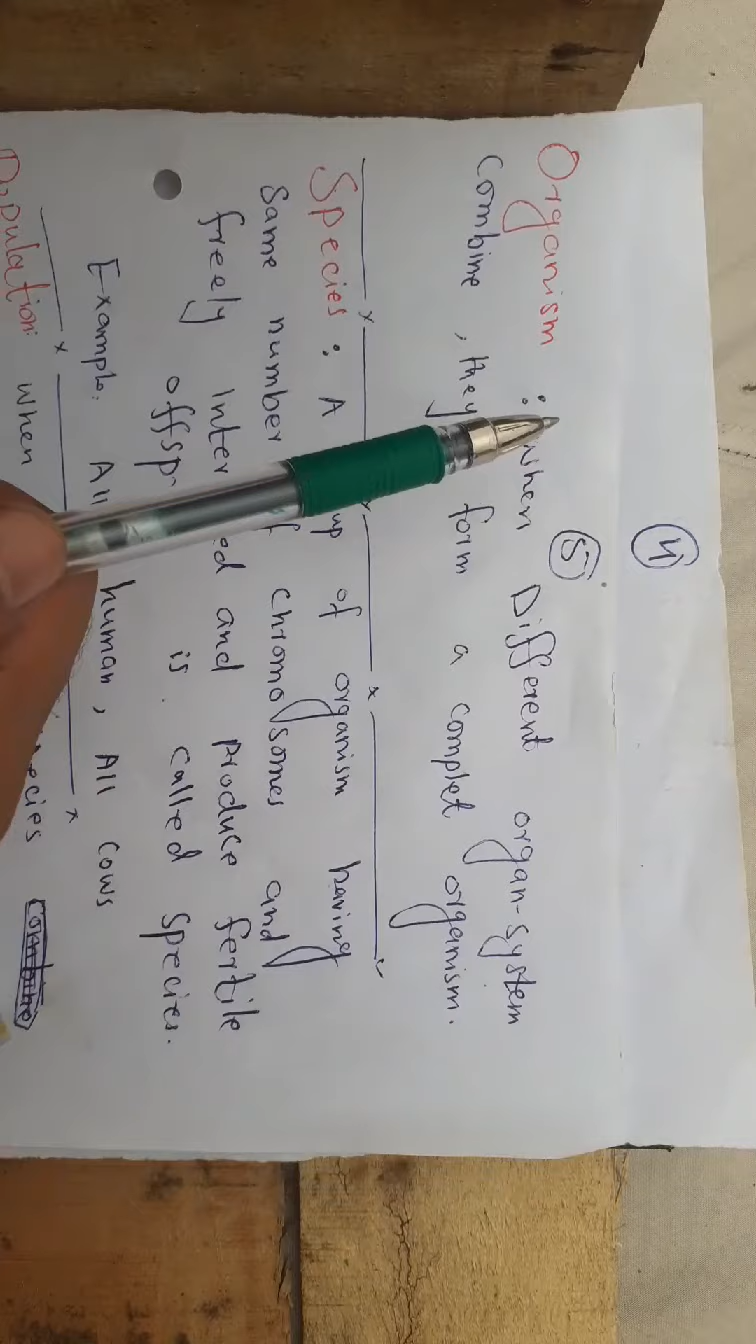 4
5
Organism : When Different organ-system
Combine, they form a complet organism.
Species : A up of organism having
Same number of chromosomes and
freely Inter ed and Produce fertile
offsp is called Species.
Example: All human, All cows
Population: when species